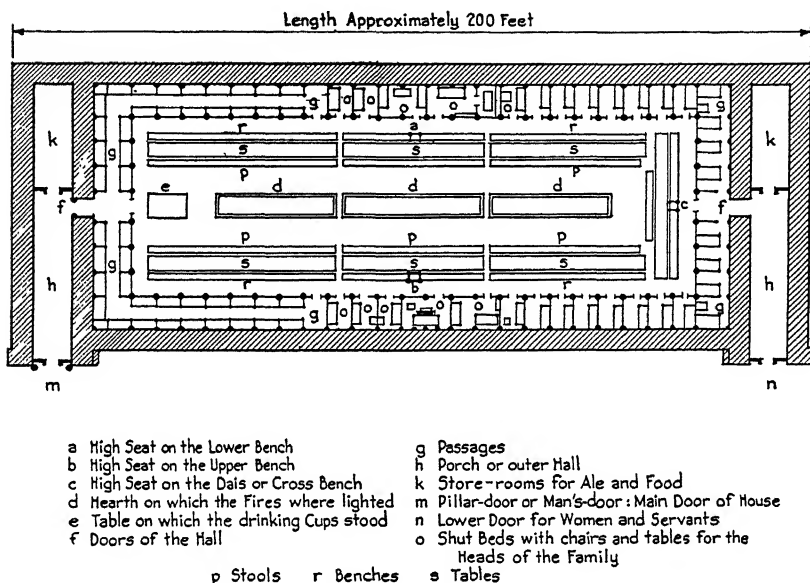 Length Approximately 200 Feet
g g
r a r
k s s s k
g
p p
e d d d
f c f
p p p
g s s s
h r b r h
g g
m n
a High Seat on the Lower Bench
b High Seat on the Upper Bench
c High Seat on the Dais or Cross Bench
d Hearth on which the Fires where lighted
e Table on which the drinking Cups stood
f Doors of the Hall
g Passages
h Porch or outer Hall
k Store-rooms for Ale and Food
m Pillar-door or Man's-door : Main Door of House
n Lower Door for Women and Servants
o Shut Beds with chairs and tables for the
Heads of the Family
p Stools r Benches s Tables